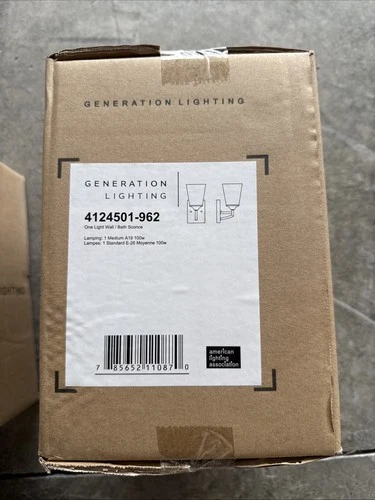 GENERATION LIGHTING
GENERATION
LIGHTING
4124501-962
One Light Wall / Bath Sconce
Lamping: 1 Medium A19 100w
Lampes: 1 Standard E-26 Moyenne 100w
7 85652 11087 0
american
lighting
association
LIGHTING